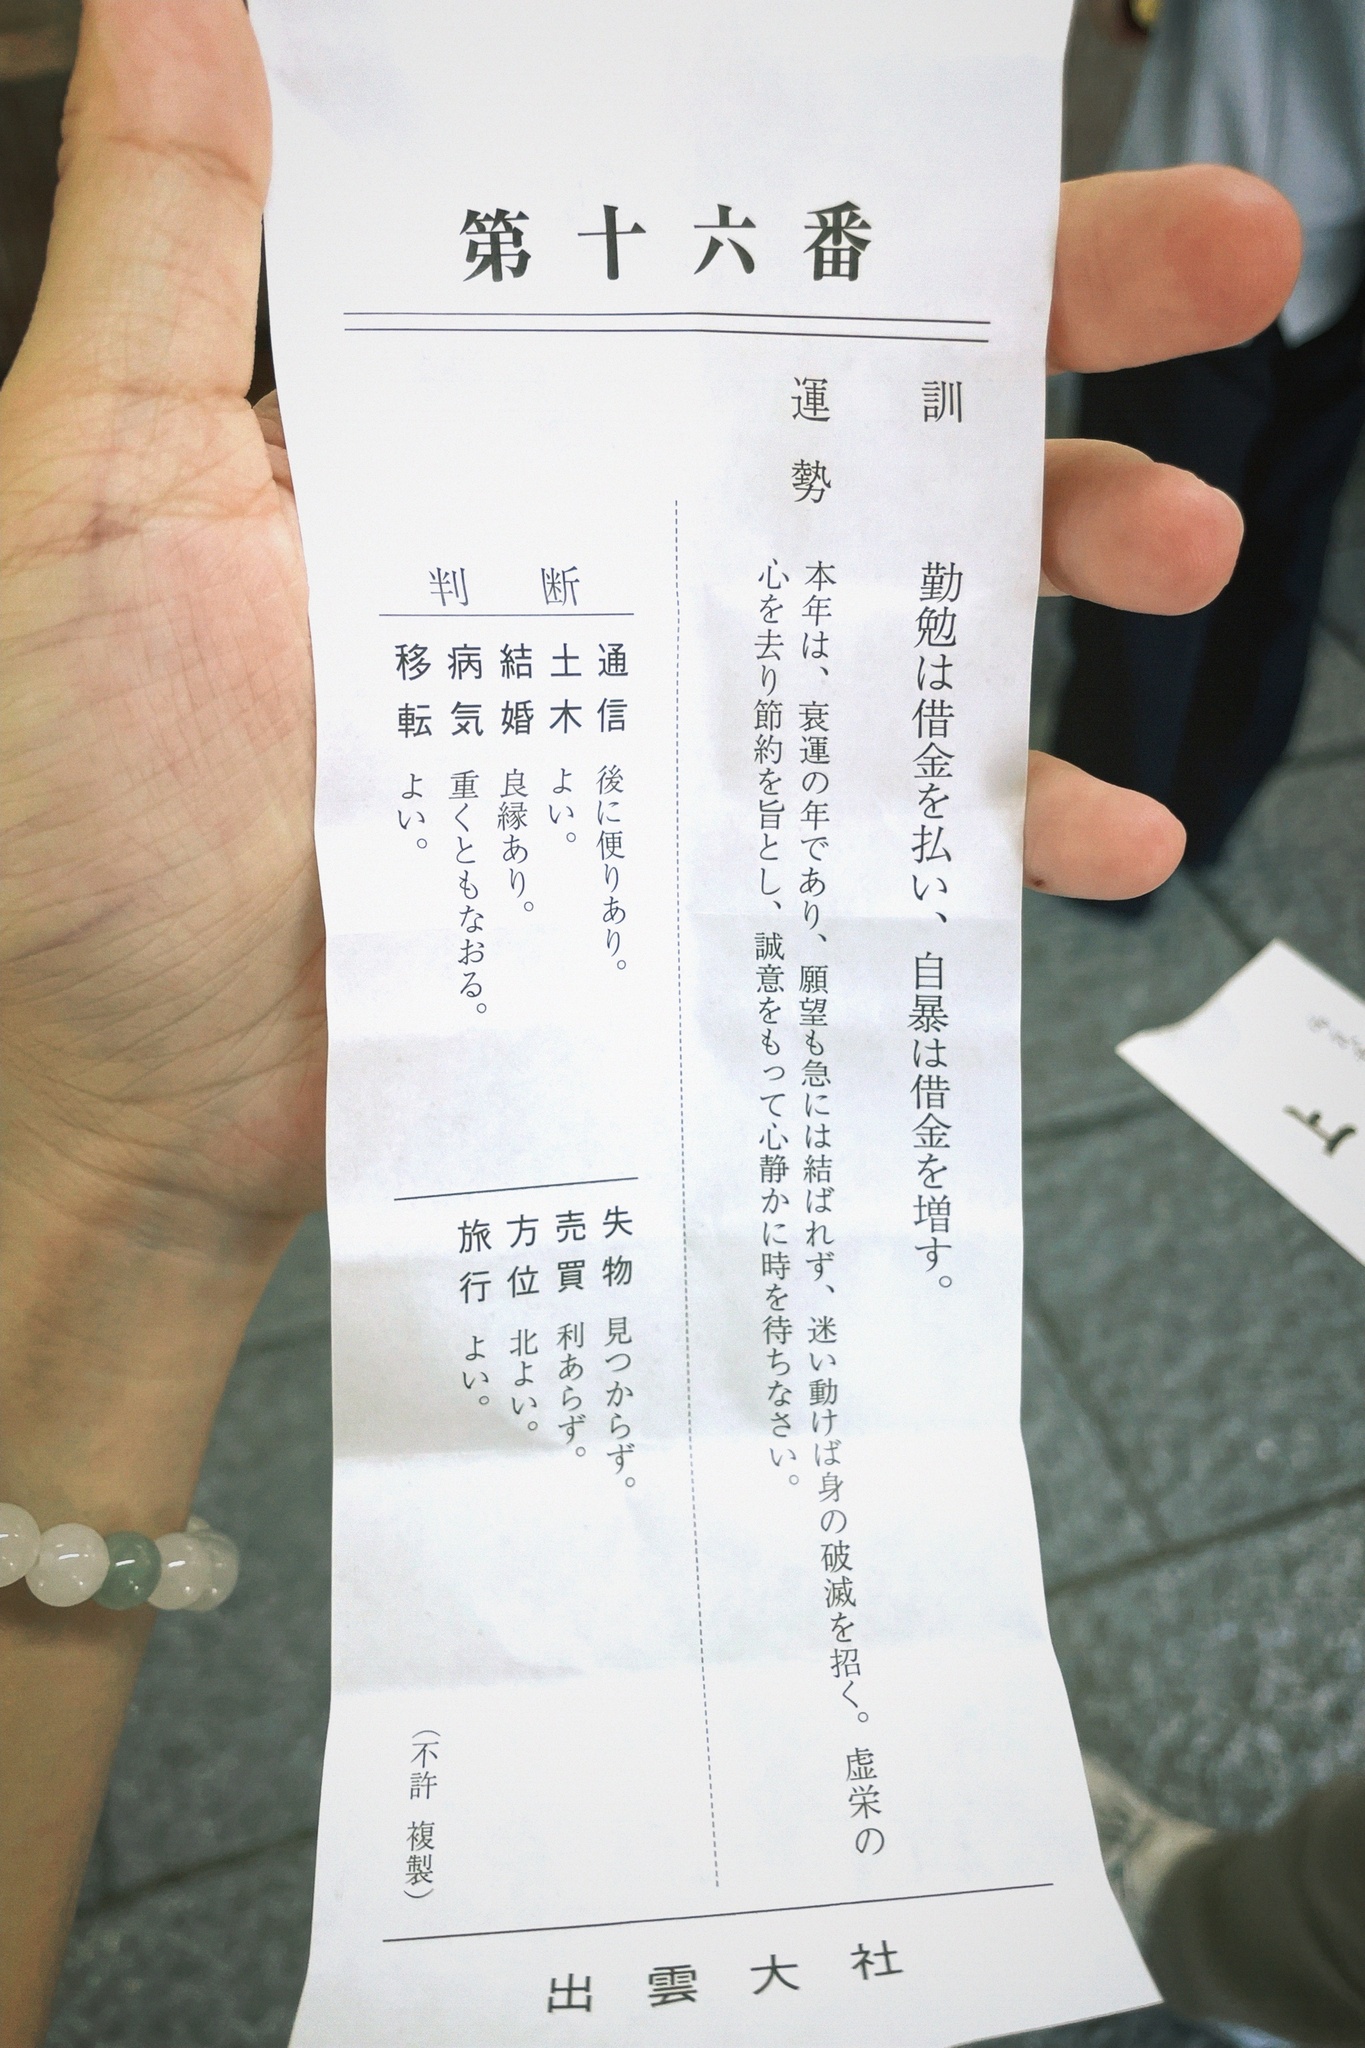 第十六番
訓 勤勉は借金を払い、自暴は借金を増す。
運勢 本年は、衰運の年であり、願望も急には結ばれず、迷い動けば身の破滅を招く。虚栄の
心を去り節約を旨とし、誠意をもって心静かに時を待ちなさい。
判断
通信 後に便りあり。
土木 よい。
結婚 良縁あり。
病気 重くともなおる。
移転 よい。
失物 見つからず。
売買 利あらず。
方位 北よい。
旅行 よい。
（不許 複製）
出雲大社